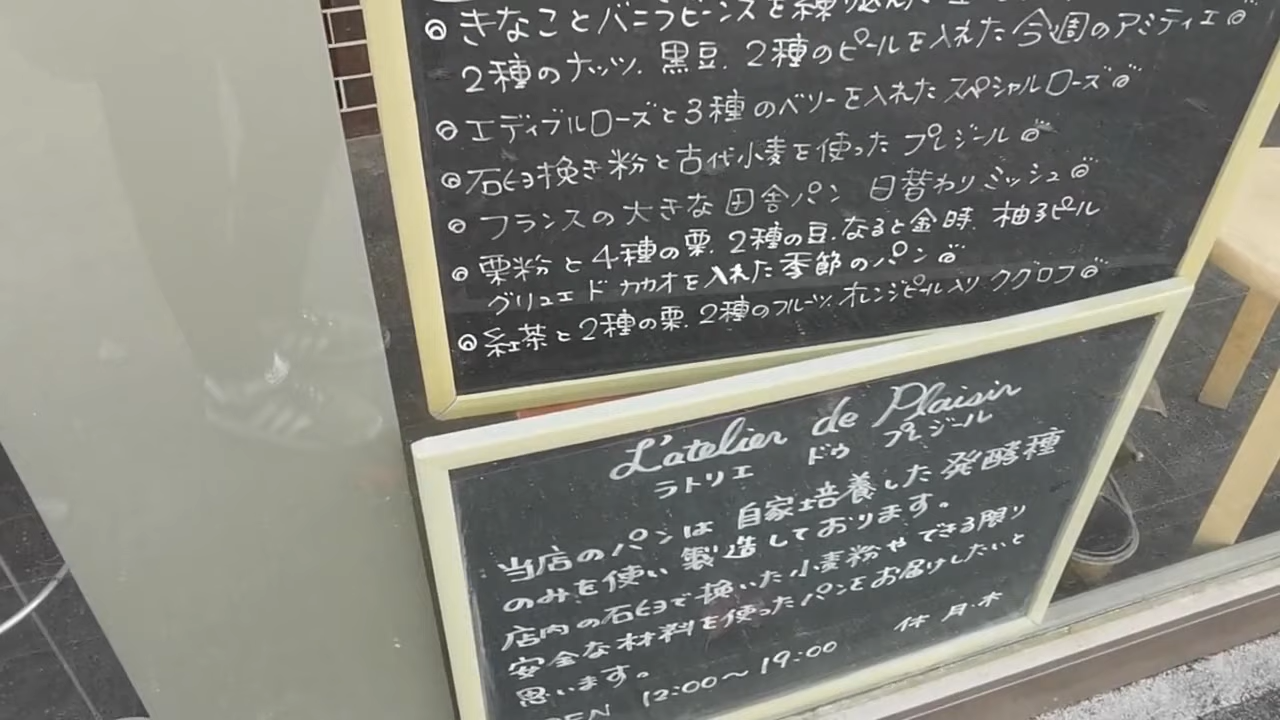 ◎きなことバニラビーンズを練り込んだ
2種のナッツ、黒豆、2種のピールを入れた今週のアミティエ◎
◎エディブルローズと3種のベリーを入れたスペシャルローズ◎
◎石臼挽き粉と古代小麦を使ったプレジール◎
◎フランスの大きな田舎パン 日替わりミッシュ◎
◎栗粉と4種の栗、2種の豆、なると金時、柚子ピール
グリュエ ド カカオを入れた季節のパン◎
◎紅茶と2種の栗、2種のフルーツ、オレンジピール入りクグロフ◎
L'atelier de Plaisir
ラトリエ ドゥ プレジール
当店のパンは自家培養した発酵種
のみを使い製造しております。
店内の石臼で挽いた小麦粉やできる限り
安全な材料を使ったパンをお届けしたいと
思います。
OPEN 12:00〜19:00 休 月・木